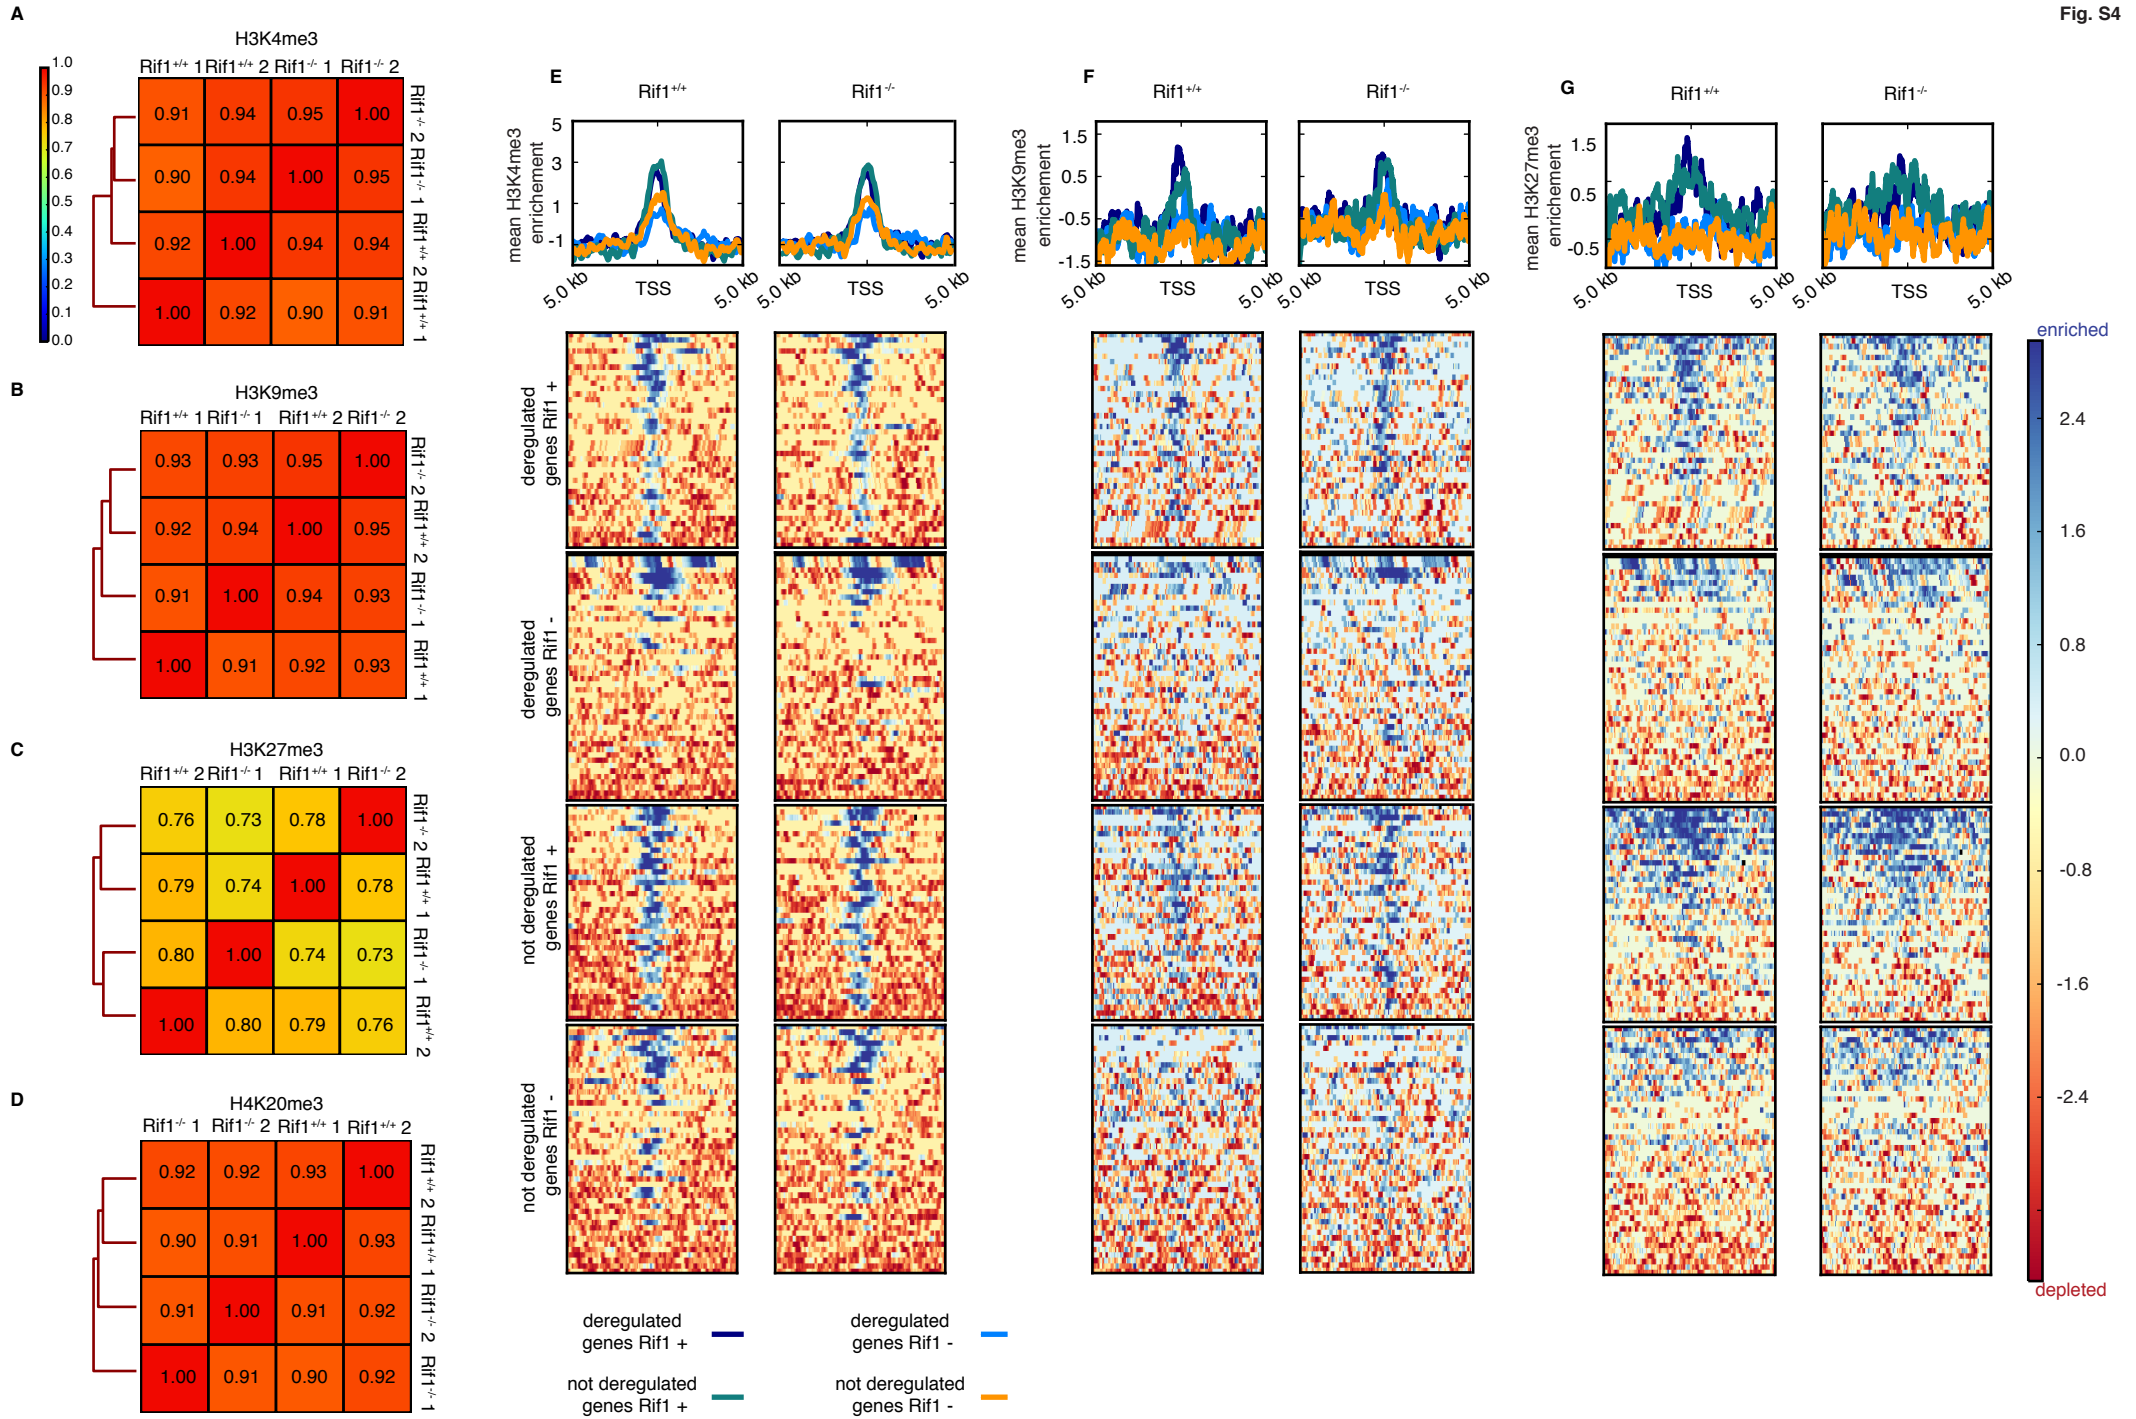 Fig. S4
A
H3K4me3
Rif1+/+ 1 Rif1+/+ 2 Rif1-/- 1 Rif1-/- 2
1.0
0.9
0.8
0.7
0.6
0.5
0.4
0.3
0.2
0.1
0.0
0.91 0.94 0.95 1.00
0.90 0.94 1.00 0.95
0.92 1.00 0.94 0.94
1.00 0.92 0.90 0.91
Rif1-/- 2 Rif1-/- 1 Rif1+/+ 2 Rif1+/+ 1
B
H3K9me3
Rif1+/+ 1 Rif1-/- 1 Rif1+/+ 2 Rif1-/- 2
0.93 0.93 0.95 1.00
0.92 0.94 1.00 0.95
0.91 1.00 0.94 0.93
1.00 0.91 0.92 0.93
Rif1-/- 2 Rif1+/+ 2 Rif1-/- 1 Rif1+/+ 1
C
H3K27me3
Rif1+/+ 2 Rif1-/- 1 Rif1+/+ 1 Rif1-/- 2
0.76 0.73 0.78 1.00
0.79 0.74 1.00 0.78
0.80 1.00 0.74 0.73
1.00 0.80 0.79 0.76
Rif1-/- 2 Rif1+/+ 1 Rif1-/- 1 Rif1+/+ 2
D
H4K20me3
Rif1-/- 1 Rif1-/- 2 Rif1+/+ 1 Rif1+/+ 2
0.92 0.92 0.93 1.00
0.90 0.91 1.00 0.93
0.91 1.00 0.91 0.92
1.00 0.91 0.90 0.92
Rif1+/+ 2 Rif1+/+ 1 Rif1-/- 2 Rif1-/- 1
E
Rif1+/+ Rif1-/-
mean H3K4me3
enrichement
5
3
1
-1
5.0 kb TSS 5.0 kb 5.0 kb TSS 5.0 kb
deregulated
genes Rif1 +
deregulated
genes Rif1 -
not deregulated
genes Rif1 +
not deregulated
genes Rif1 -
F
Rif1+/+ Rif1-/-
mean H3K9me3
enrichement
1.5
0.5
-0.5
-1.5
5.0 kb TSS 5.0 kb 5.0 kb TSS 5.0 kb
G
Rif1+/+ Rif1-/-
mean H3K27me3
enrichement
1.5
0.5
-0.5
5.0 kb TSS 5.0 kb 5.0 kb TSS 5.0 kb
enriched
2.4
1.6
0.8
0.0
-0.8
-1.6
-2.4
depleted
deregulated
genes Rif1 +
deregulated
genes Rif1 -
not deregulated
genes Rif1 +
not deregulated
genes Rif1 -